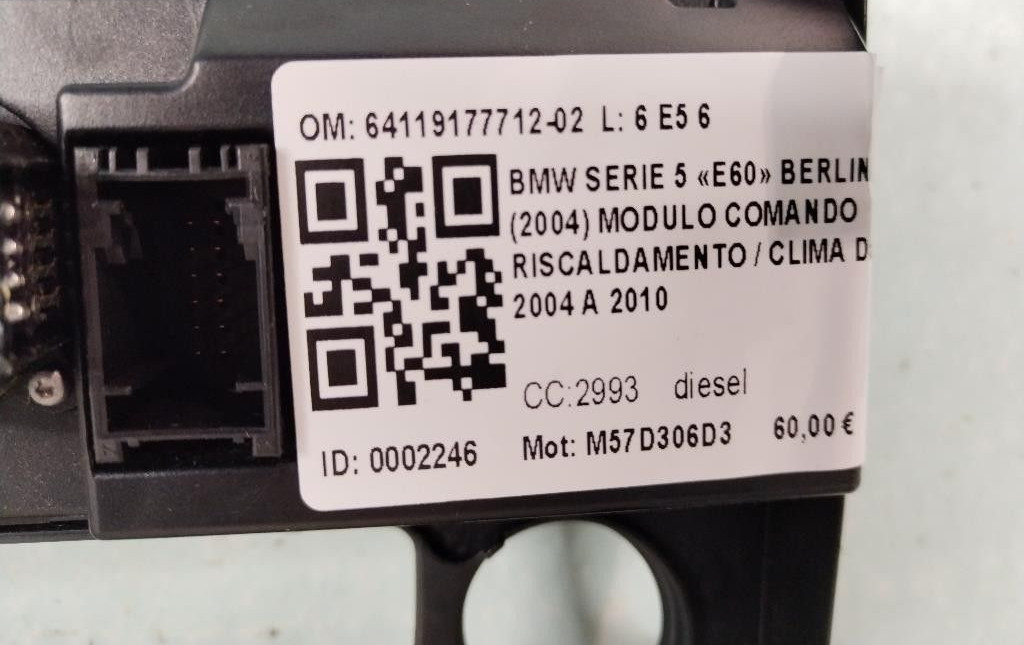 OM: 64119177712-02 L: 6 E5 6
BMW SERIE 5 «E60» BERLIN
(2004) MODULO COMANDO
RISCALDAMENTO / CLIMA D
2004 A 2010
CC:2993 diesel
ID: 0002246 Mot: M57D306D3 60,00 €